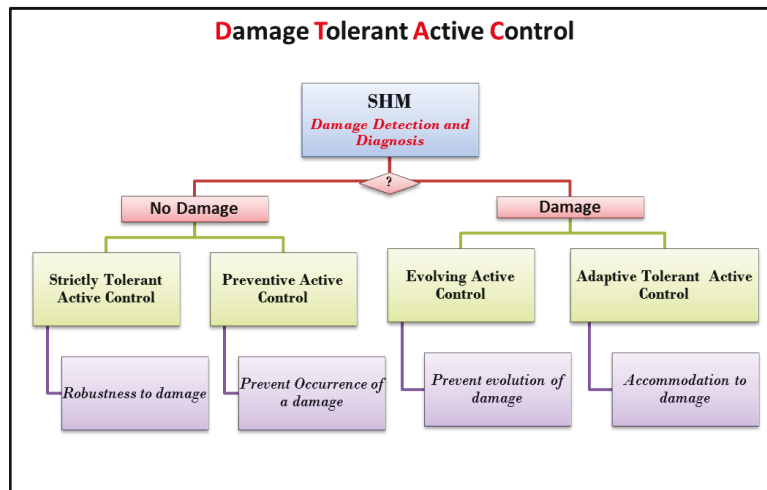 Damage Tolerant Active Control
SHM
Damage Detection and
Diagnosis
?
No Damage
Damage
Strictly Tolerant
Active Control
Preventive Active
Control
Evolving Active
Control
Adaptive Tolerant Active
Control
Robustness to damage
Prevent Occurrence of
a damage
Prevent evolution of
damage
Accommodation to
damage